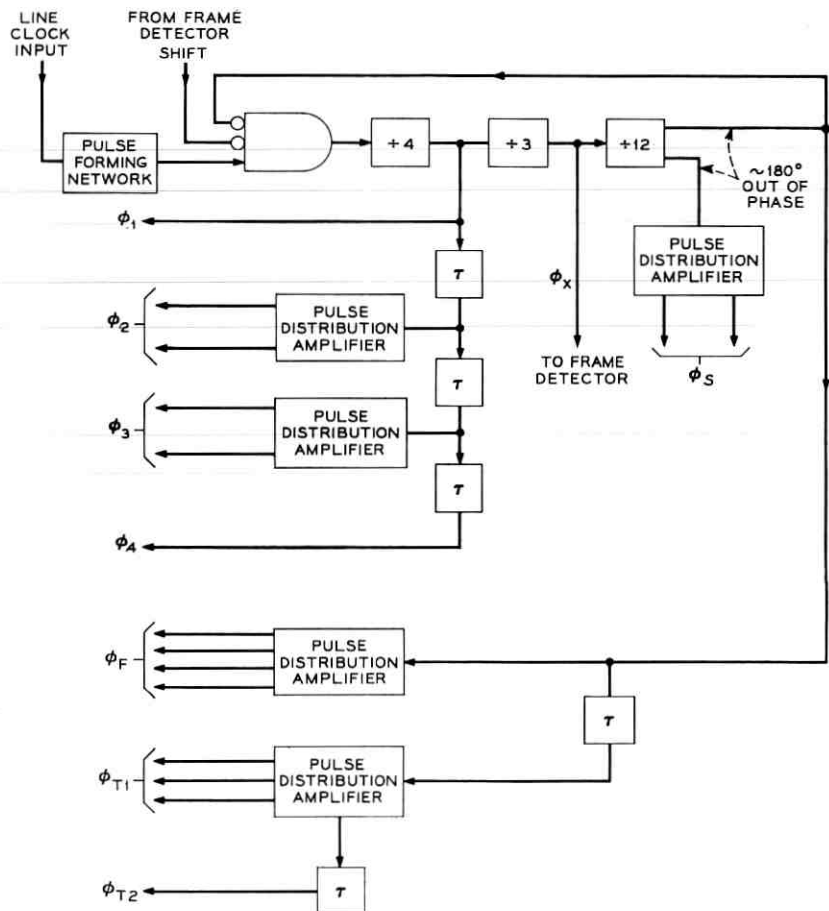 LINE
CLOCK
INPUT
FROM FRAME
DETECTOR
SHIFT
PULSE
FORMING
NETWORK
÷4
÷3
÷12
~180°
OUT OF
PHASE
PULSE
DISTRIBUTION
AMPLIFIER
ϕS
ϕ1
τ
ϕX
TO FRAME
DETECTOR
ϕ2
PULSE
DISTRIBUTION
AMPLIFIER
τ
ϕ3
PULSE
DISTRIBUTION
AMPLIFIER
τ
ϕ4
ϕF
PULSE
DISTRIBUTION
AMPLIFIER
τ
ϕT1
PULSE
DISTRIBUTION
AMPLIFIER
ϕT2
τ